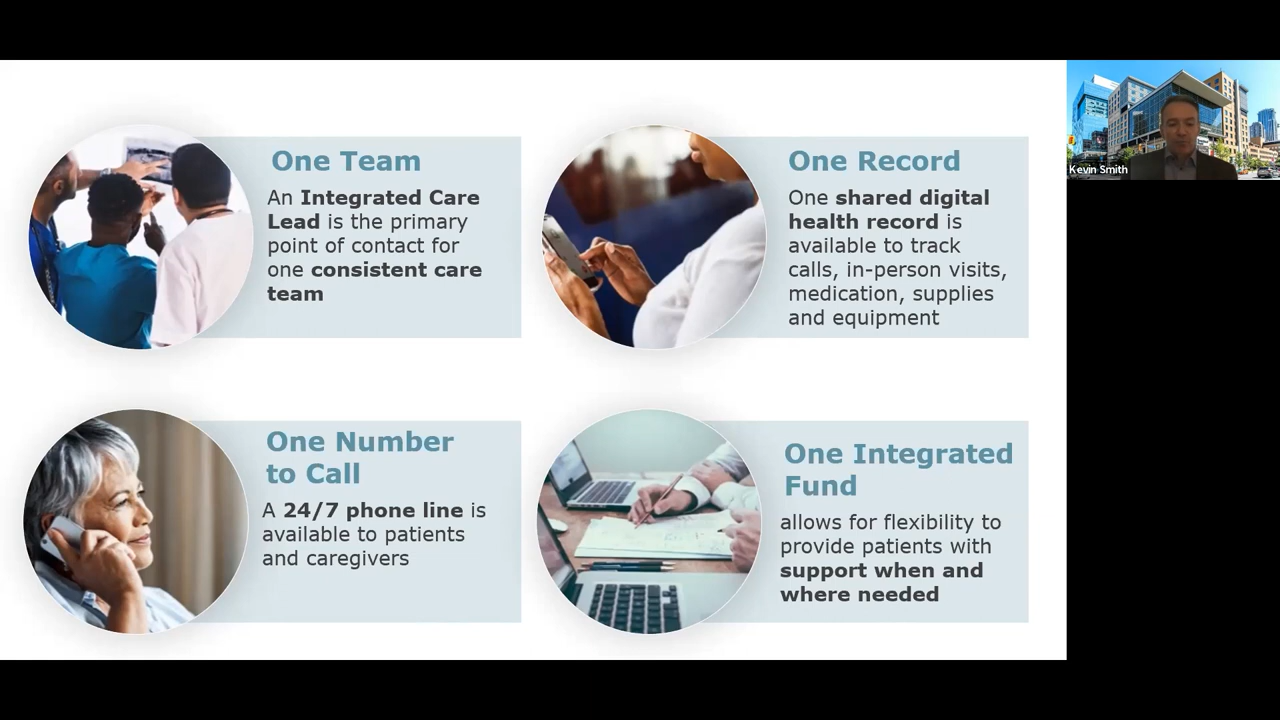 One Team
An Integrated Care
Lead is the primary
point of contact for
one consistent care
team
One Record
One shared digital
health record is
available to track
calls, in-person visits,
medication, supplies
and equipment
One Number
to Call
A 24/7 phone line is
available to patients
and caregivers
One Integrated
Fund
allows for flexibility to
provide patients with
support when and
where needed
Kevin Smith